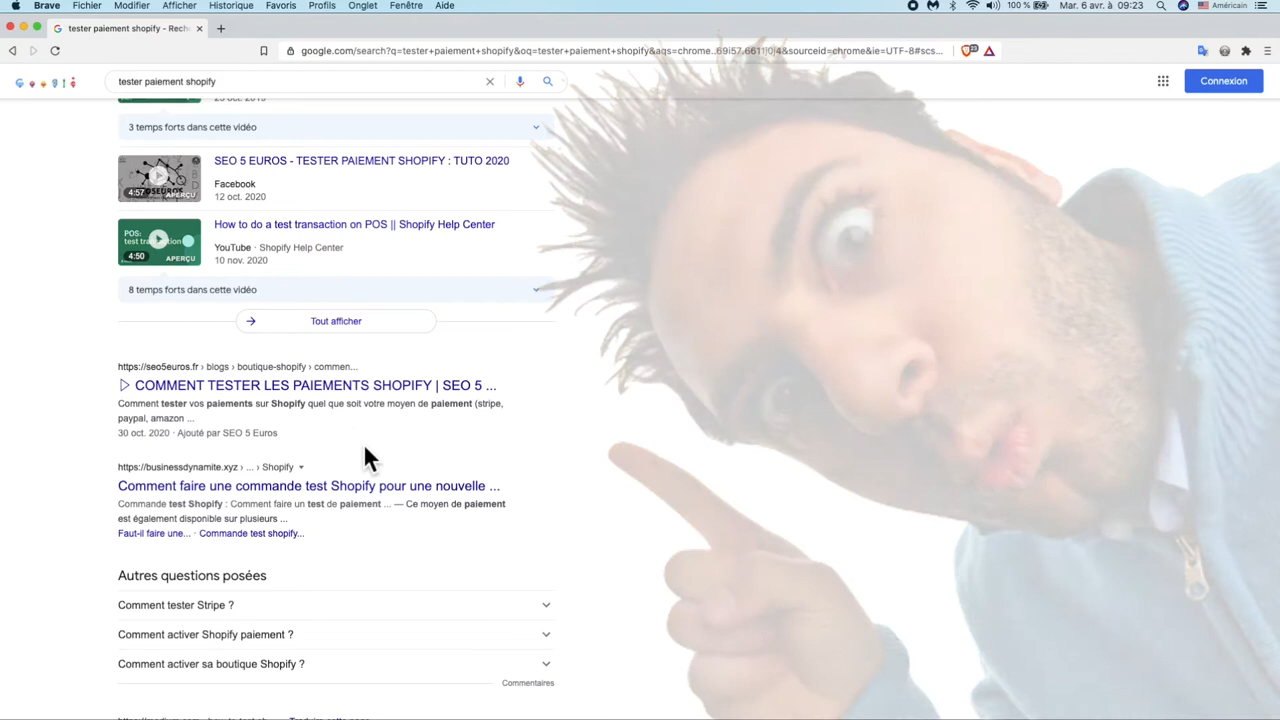 Brave Fichier Modifier Afficher Historique Favoris Profils Onglet Fenêtre Aide 100 % Mar. 6 avr. à 09:23 Américain
tester paiement shopify - Rech
google.com/search?q=tester+paiement+shopify&oq=tester+paiement+shopify&aqs=chrome..69i57.6611j0j4&sourceid=chrome&ie=UTF-8#scs...
tester paiement shopify
Connexion
3 temps forts dans cette vidéo
SEO 5 EUROS - TESTER PAIEMENT SHOPIFY : TUTO 2020
Facebook
4:57 APERÇU
12 oct. 2020
How to do a test transaction on POS || Shopify Help Center
POS:
test transaction
YouTube · Shopify Help Center
4:50 APERÇU
10 nov. 2020
8 temps forts dans cette vidéo
Tout afficher
https://seo5euros.fr › blogs › boutique-shopify › commen...
▷ COMMENT TESTER LES PAIEMENTS SHOPIFY | SEO 5 ...
Comment tester vos paiements sur Shopify quel que soit votre moyen de paiement (stripe,
paypal, amazon ...
30 oct. 2020 · Ajouté par SEO 5 Euros
https://businessdynamite.xyz › ... › Shopify
Comment faire une commande test Shopify pour une nouvelle ...
Commande test Shopify : Comment faire un test de paiement ... — Ce moyen de paiement
est également disponible sur plusieurs ...
Faut-il faire une... · Commande test shopify...
Autres questions posées
Comment tester Stripe ?
Comment activer Shopify paiement ?
Comment activer sa boutique Shopify ?
Commentaires